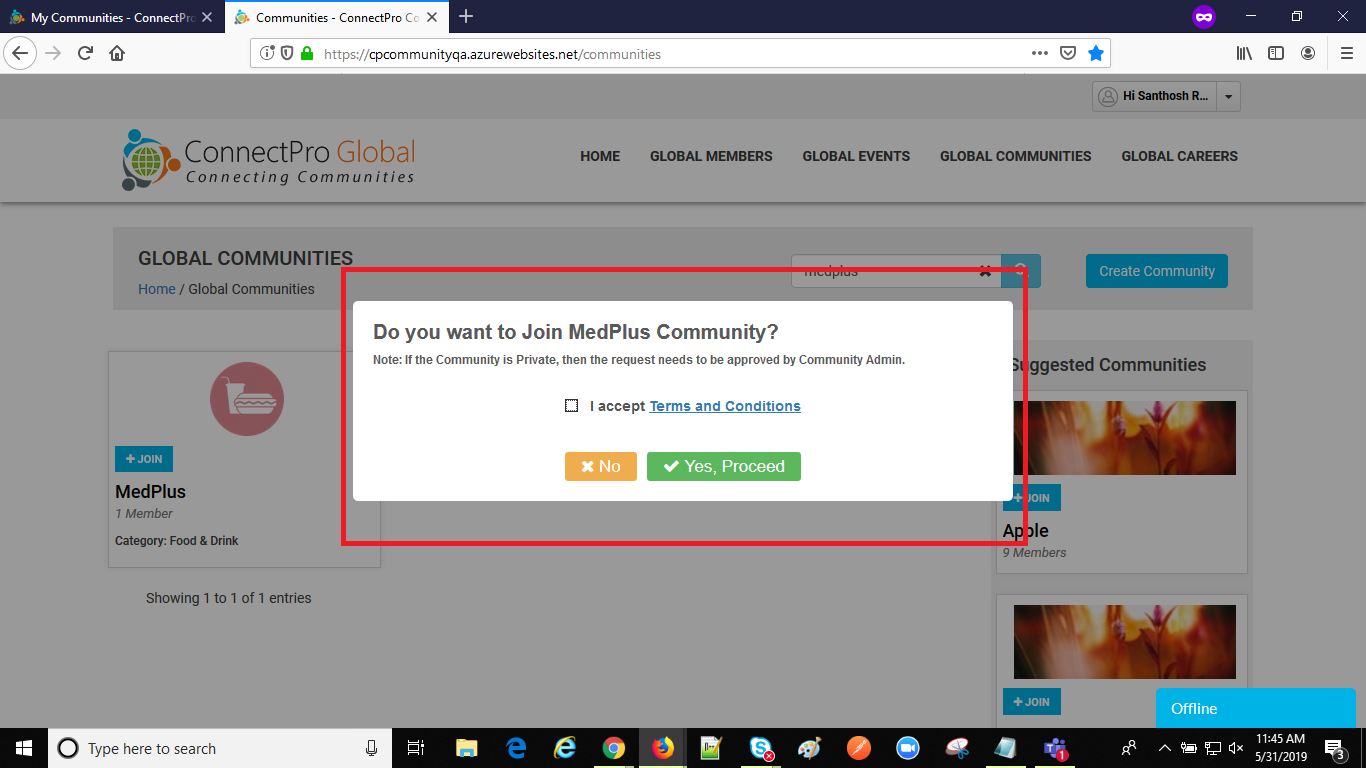 My Communities - ConnectPro
Communities - ConnectPro Co
https://cpcommunityqa.azurewebsites.net/communities
Hi Santhosh R...
ConnectPro Global
Connecting Communities
HOME GLOBAL MEMBERS GLOBAL EVENTS GLOBAL COMMUNITIES GLOBAL CAREERS
GLOBAL COMMUNITIES
Home / Global Communities
medplus
Create Community
Do you want to Join MedPlus Community?
Note: If the Community is Private, then the request needs to be approved by Community Admin.
I accept Terms and Conditions
No
Yes, Proceed
JOIN
MedPlus
1 Member
Category: Food & Drink
Showing 1 to 1 of 1 entries
Suggested Communities
JOIN
Apple
9 Members
JOIN
Offline
Type here to search
1
11:45 AM
5/31/2019
3